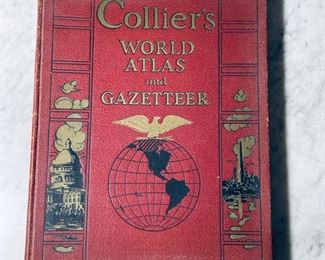 Collier's
WORLD
ATLAS
and
GAZETTEER